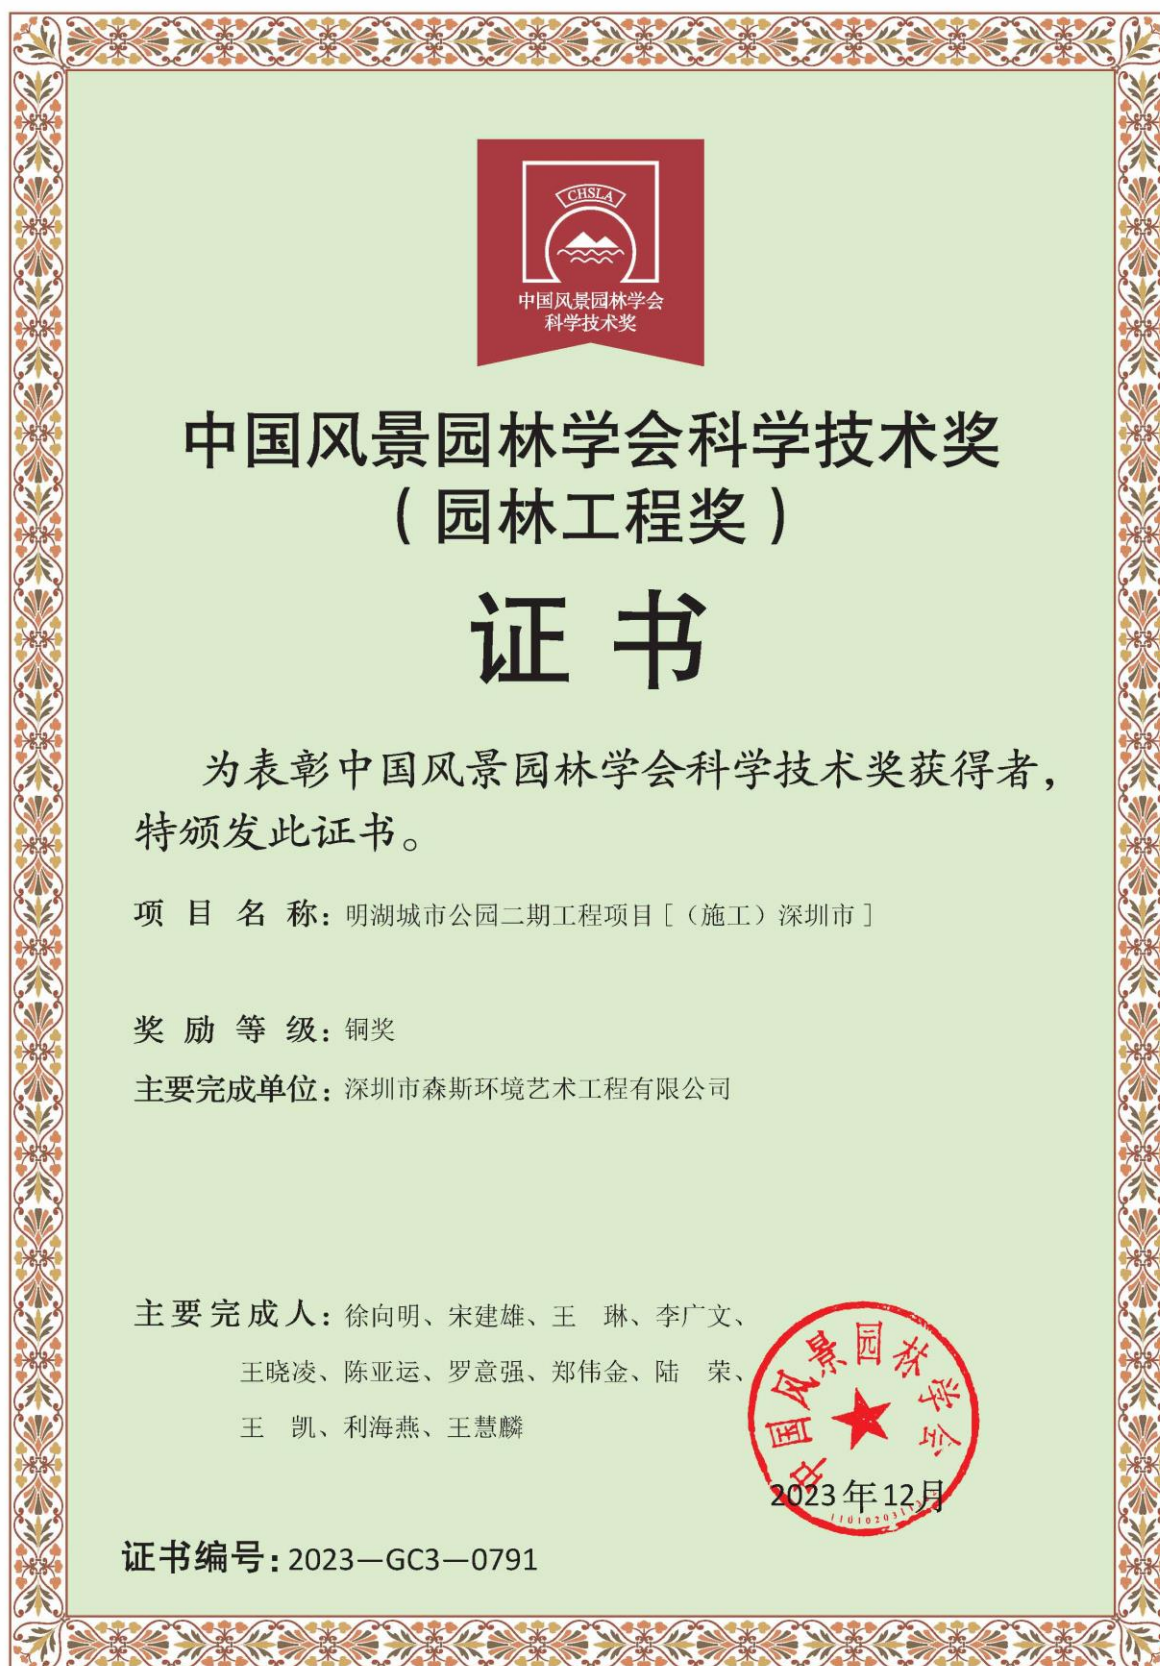 CHSLA
中国风景园林学会
科学技术奖
中国风景园林学会科学技术奖
（园林工程奖）
证 书
为表彰中国风景园林学会科学技术奖获得者，
特颁发此证书。
项 目 名 称：明湖城市公园二期工程项目［（施工）深圳市］
奖 励 等 级：铜奖
主要完成单位：深圳市森斯环境艺术工程有限公司
主要完成人：徐向明、宋建雄、王　琳、李广文、
王晓凌、陈亚运、罗意强、郑伟金、陆　荣、
王　凯、利海燕、王慧麟
中国风景园林学会
2023年12月
证书编号：2023—GC3—0791